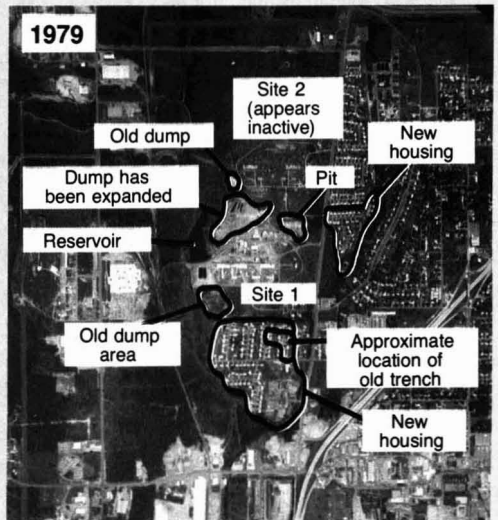 1979
Site 2
(appears
inactive)
Old dump
New
housing
Dump has
been expanded
Pit
Reservoir
Site 1
Old dump
area
Approximate
location of
old trench
New
housing